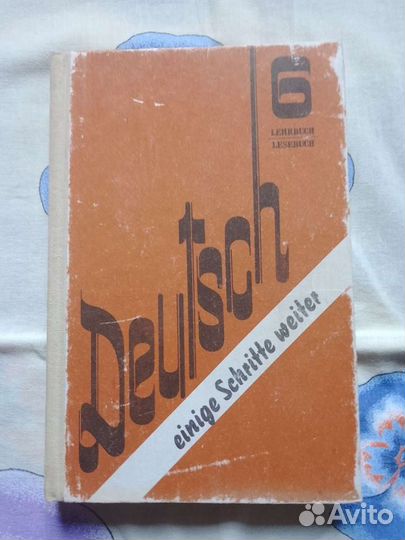 6
LEHRBUCH
LESEBUCH
Deutsch
einige Schritte weiter
Avito